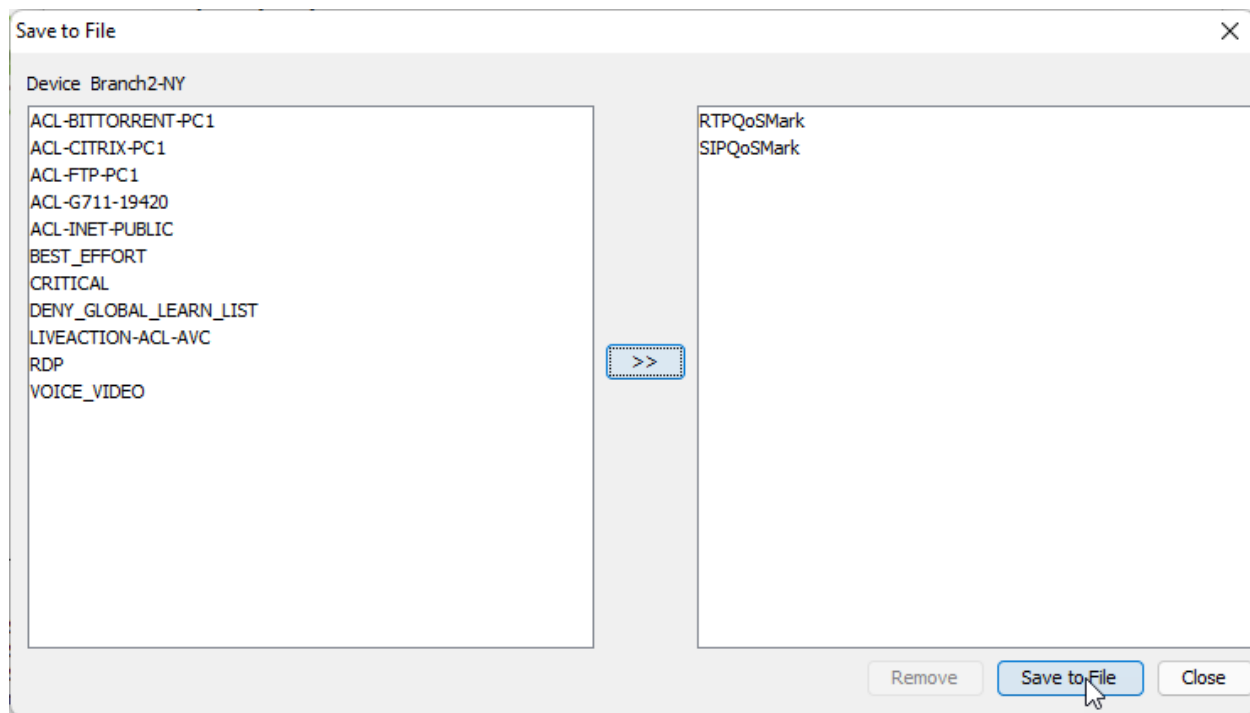 Save to File
Device Branch2-NY
ACL-BITTORRENT-PC1
ACL-CITRIX-PC1
ACL-FTP-PC1
ACL-G711-19420
ACL-INET-PUBLIC
BEST_EFFORT
CRITICAL
DENY_GLOBAL_LEARN_LIST
LIVEACTION-ACL-AVC
RDP
VOICE_VIDEO
>>
RTPQoSMark
SIPQoSMark
Remove
Save to File
Close